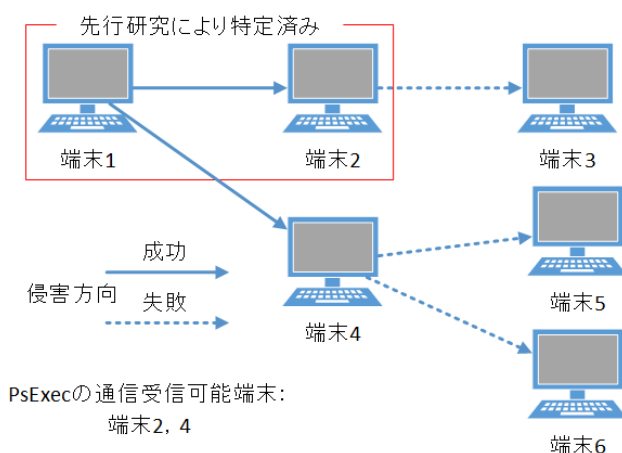 先行研究により特定済み
端末1
端末2
端末3
成功
侵害方向
失敗
端末4
端末5
PsExecの通信受信可能端末:
端末2, 4
端末6